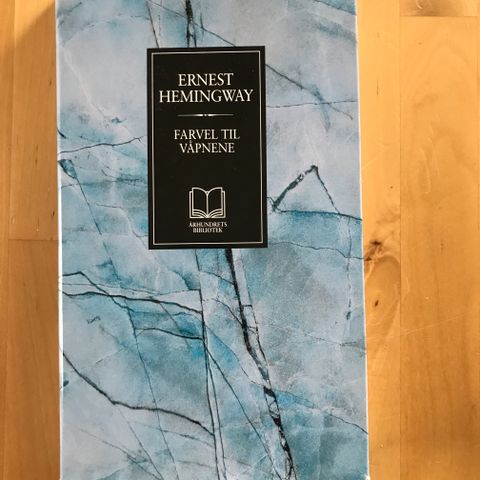 ERNEST
HEMINGWAY
FARVEL TIL
VÅPNENE
ÅRHUNDRETS
BIBLIOTEK